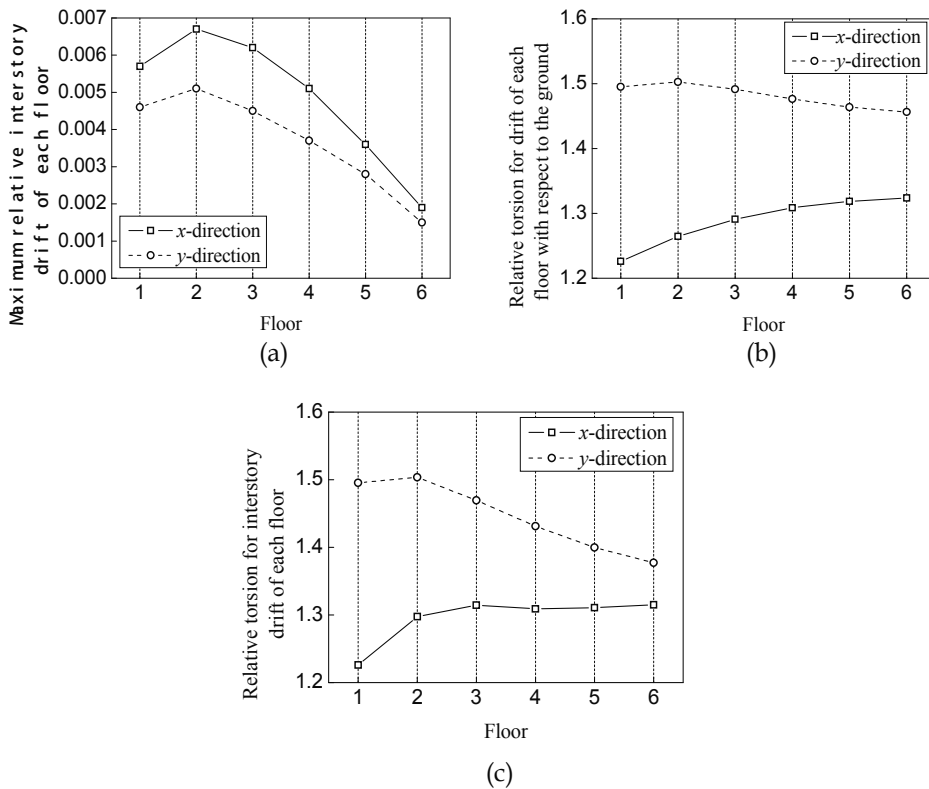 0.007
0.006
0.005
0.004
0.003
0.002
0.001
0.000
Maximum relative interstory
drift of each floor
x-direction
y-direction
1 2 3 4 5 6
Floor
(a)
1.6
1.5
1.4
1.3
1.2
Relative torsion for drift of each
floor with respect to the ground
x-direction
y-direction
1 2 3 4 5 6
Floor
(b)
1.6
1.5
1.4
1.3
1.2
Relative torsion for interstory
drift of each floor
x-direction
y-direction
1 2 3 4 5 6
Floor
(c)